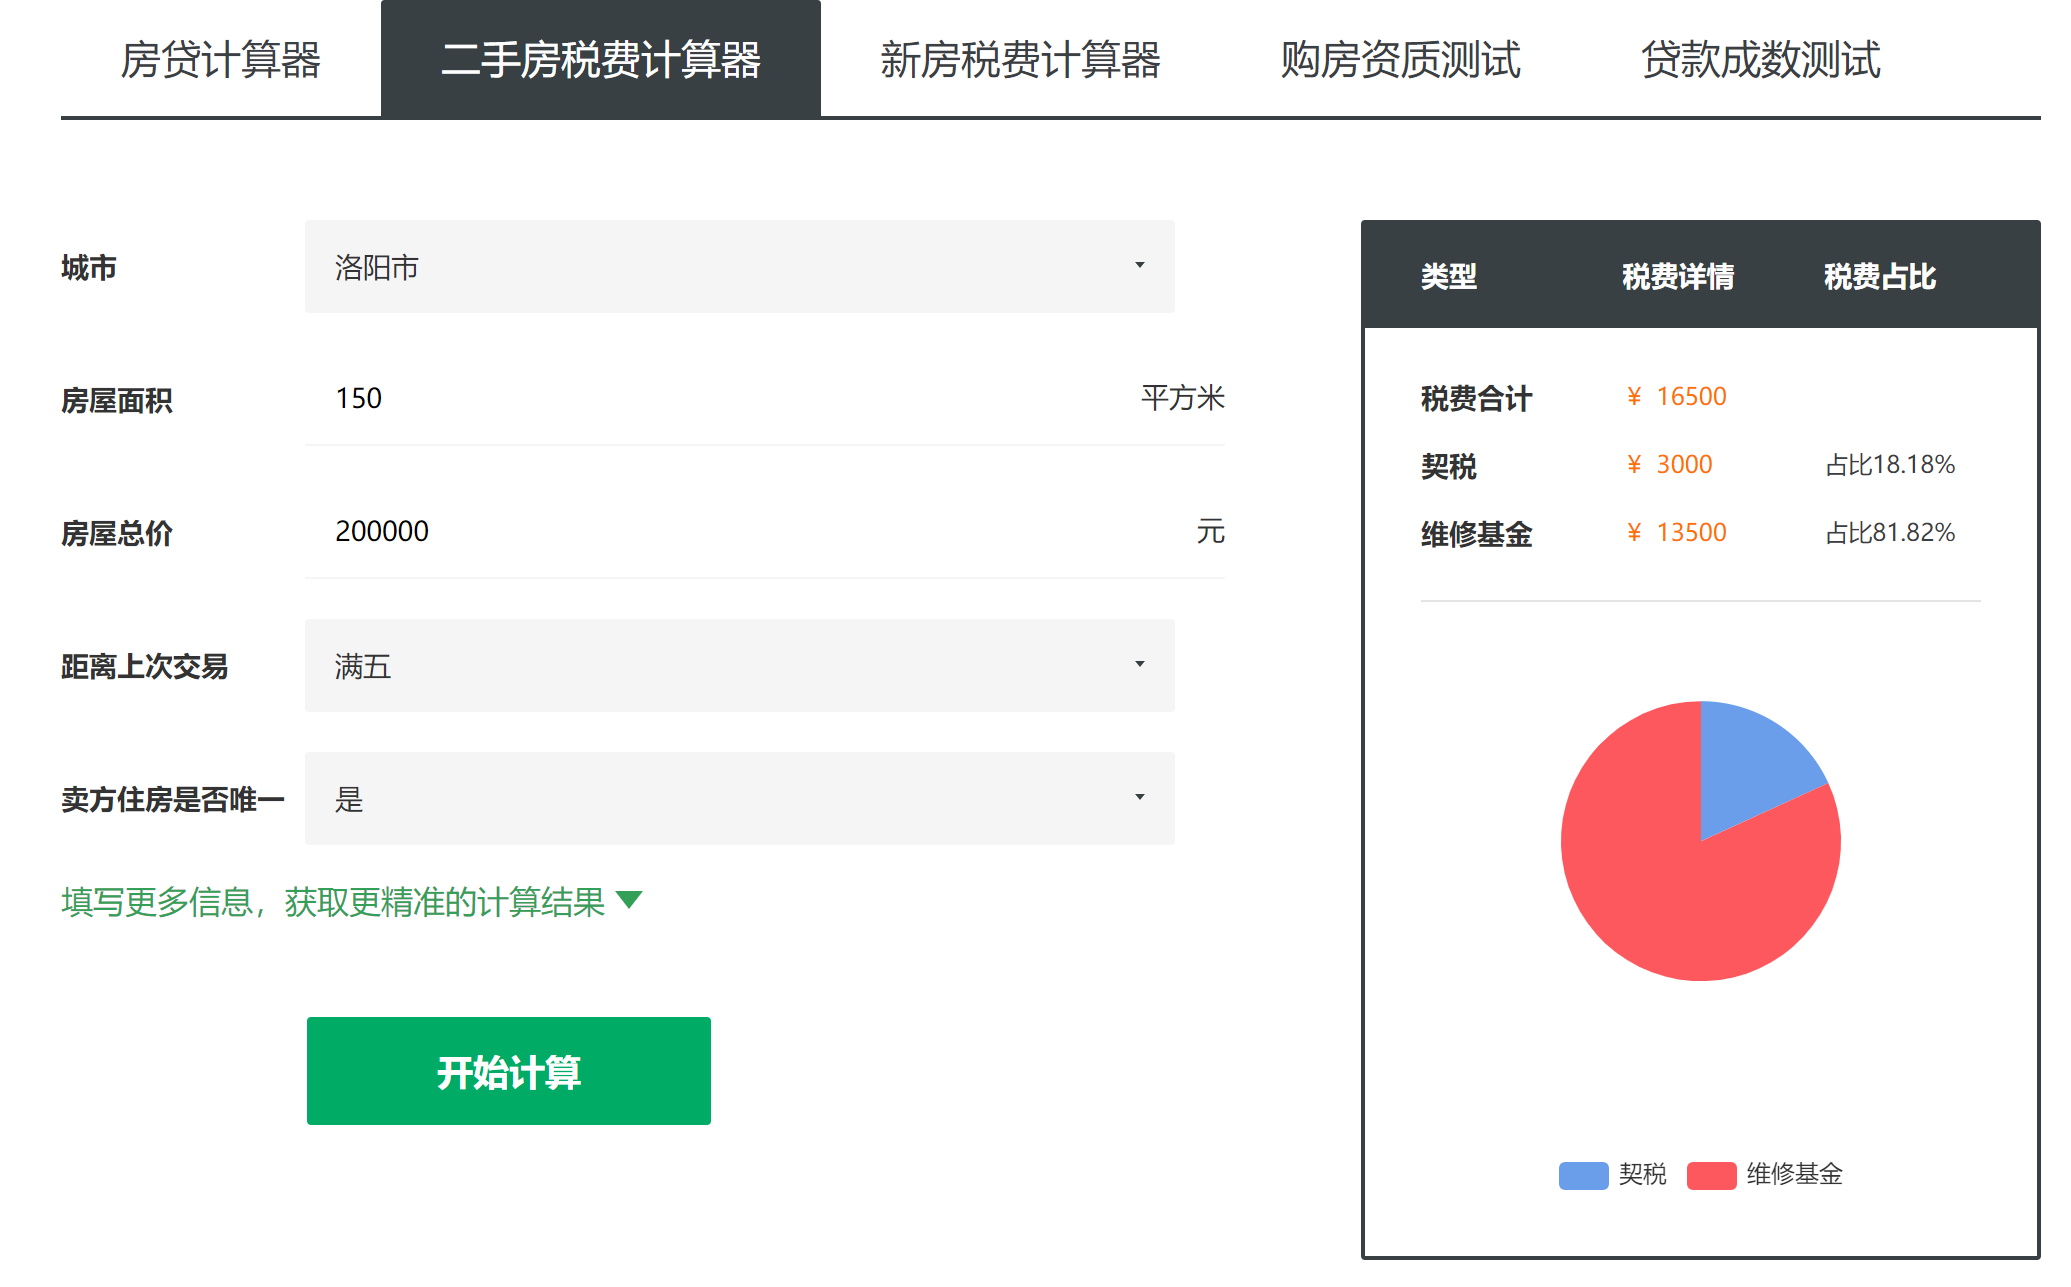 房贷计算器 二手房税费计算器 新房税费计算器 购房资质测试 贷款成数测试
城市 洛阳市
房屋面积 150 平方米
房屋总价 200000 元
距离上次交易 满五
卖方住房是否唯一 是
填写更多信息，获取更精准的计算结果
开始计算
类型 税费详情 税费占比
税费合计 ¥ 16500
契税 ¥ 3000 占比18.18%
维修基金 ¥ 13500 占比81.82%
契税 维修基金